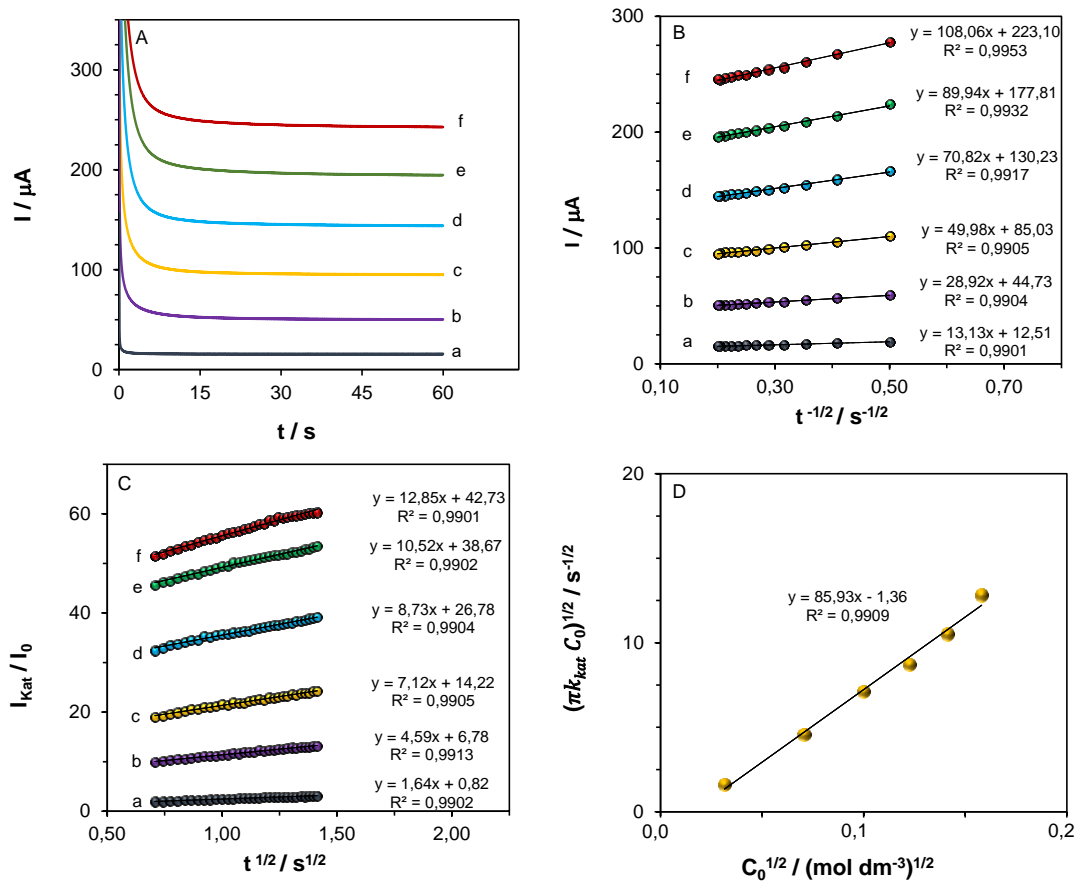 A
350
250
150
50
0
I / μA
0
15
30
45
60
t / s
f
e
d
c
b
a
B
300
200
100
0
I / μA
0,10
0,30
0,50
0,70
t -1/2 / s-1/2
f
y = 108,06x + 223,10
R² = 0,9953
e
y = 89,94x + 177,81
R² = 0,9932
d
y = 70,82x + 130,23
R² = 0,9917
c
y = 49,98x + 85,03
R² = 0,9905
b
y = 28,92x + 44,73
R² = 0,9904
a
y = 13,13x + 12,51
R² = 0,9901
C
60
40
20
0
IKat / I0
0,50
1,00
1,50
2,00
t 1/2 / s1/2
f
y = 12,85x + 42,73
R² = 0,9901
e
y = 10,52x + 38,67
R² = 0,9902
d
y = 8,73x + 26,78
R² = 0,9904
c
y = 7,12x + 14,22
R² = 0,9905
b
y = 4,59x + 6,78
R² = 0,9913
a
y = 1,64x + 0,82
R² = 0,9902
D
20
10
0
(πkkat C0)1/2 / s-1/2
0,0
0,1
0,2
C01/2 / (mol dm-3)1/2
y = 85,93x - 1,36
R² = 0,9909